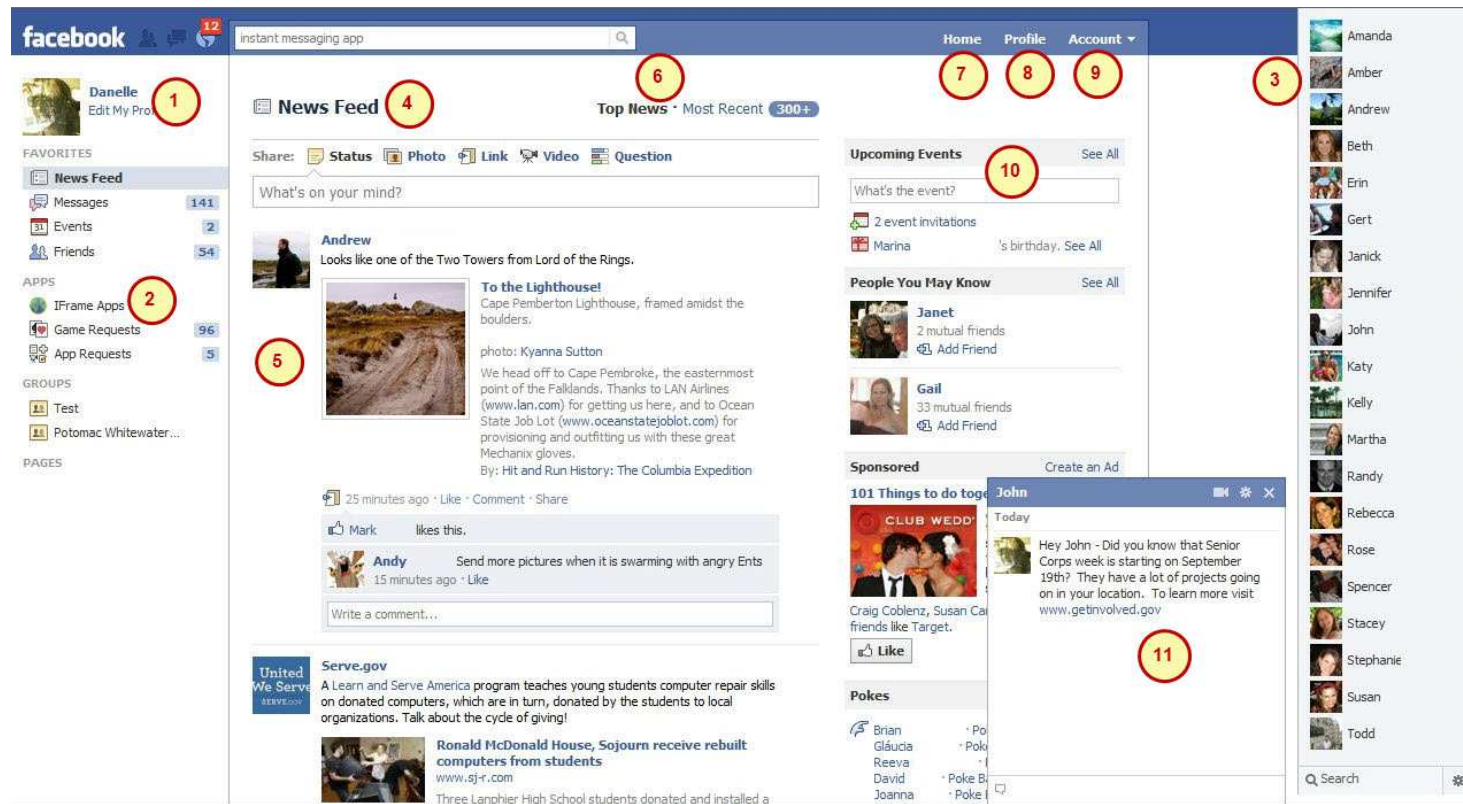 facebook
12
instant messaging app
Home Profile Account
7
8
9
6
Danelle
Edit My
1
FAVORITES
News Feed
Messages 141
Events 2
Friends 54
APPS
IFrame Apps
2
Game Requests 96
App Requests 5
GROUPS
Test
Potomac Whitewater...
PAGES
News Feed
4
Top News · Most Recent 300+
Share: Status Photo Link Video Question
What's on your mind?
Andrew
Looks like one of the Two Towers from Lord of the Rings.
5
To the Lighthouse!
Cape Pemberton Lighthouse, framed amidst the
boulders.
photo: Kyanna Sutton
We head off to Cape Pembroke, the easternmost
point of the Falklands. Thanks to LAN Airlines
(www.lan.com) for getting us here, and to Ocean
State Job Lot (www.oceanstatejoblot.com) for
provisioning and outfitting us with these great
Mechanix gloves.
By: Hit and Run History: The Columbia Expedition
25 minutes ago · Like · Comment · Share
Mark likes this.
Andy Send more pictures when it is swarming with angry Ents
15 minutes ago · Like
Write a comment...
United
We Serve
SERVE.GOV
Serve.gov
A Learn and Serve America program teaches young students computer repair skills
on donated computers, which are in turn, donated by the students to local
organizations. Talk about the cycle of giving!
Ronald McDonald House, Sojourn receive rebuilt
computers from students
www.sj-r.com
Three Lanphier High School students donated and installed a
Upcoming Events See All
10
What's the event?
2 event invitations
Marina 's birthday. See All
People You May Know See All
Janet
2 mutual friends
Add Friend
Gail
33 mutual friends
Add Friend
Sponsored Create an Ad
101 Things to do
CLUB WEDD
Craig Coblenz, Susan
friends like Target.
Like
Pokes
Brian
Gláucia · Poke
Reeva
David · Poke
Joanna · Poke
John
Today
Hey John - Did you know that Senior
Corps week is starting on September
19th? They have a lot of projects going
on in your location. To learn more visit
www.getinvolved.gov
11
3
Amanda
Amber
Andrew
Beth
Erin
Gert
Janick
Jennifer
John
Katy
Kelly
Martha
Randy
Rebecca
Rose
Spencer
Stacey
Stephanie
Susan
Todd
Search